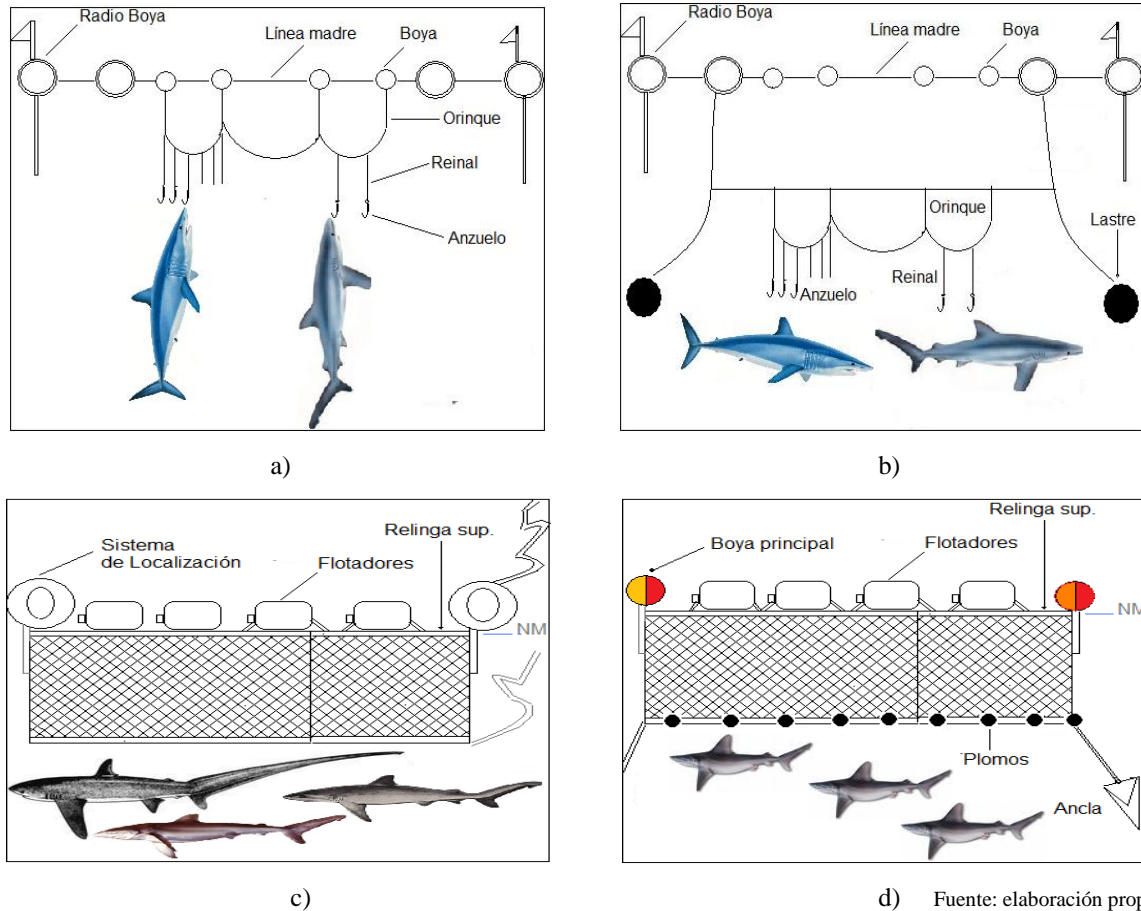 Radio Boya
Línea madre
Boya
Orinque
Reinal
Anzuelo
a)
Radio Boya
Línea madre
Boya
Orinque
Lastre
Reinal
Anzuelo
b)
Relinga sup.
Sistema
de Localización
Flotadores
NM
c)
Relinga sup.
Boya principal
Flotadores
NM
Plomos
Ancla
d) Fuente: elaboración prop